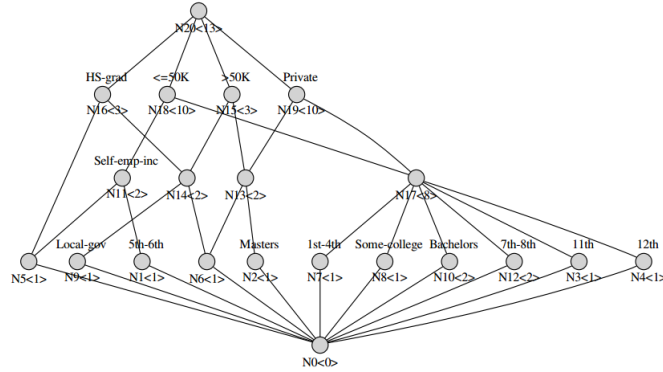 N20<13>
HS-grad <=50K >50K Private
N16<3> N18<10> N15<3> N19<10>
Self-emp-inc
N11<2> N14<2> N13<2> N17<8>
Local-gov 5th-6th Masters 1st-4th Some-college Bachelors 7th-8th 11th 12th
N5<1> N9<1> N1<1> N6<1> N2<1> N7<1> N8<1> N10<2> N12<2> N3<1> N4<1>
N0<0>